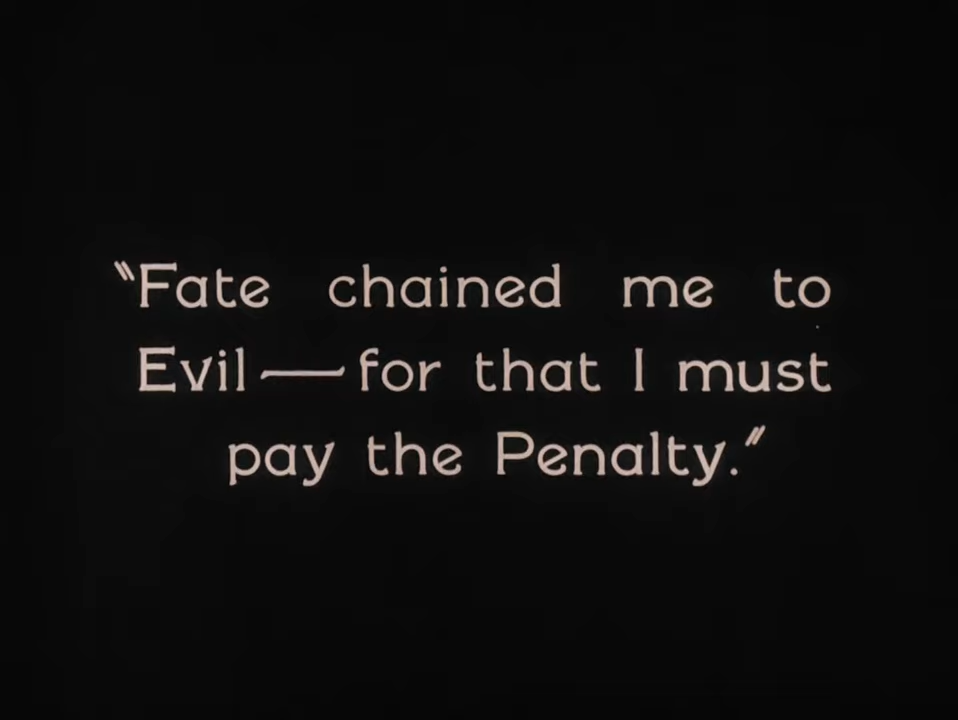 "Fate chained me to
Evil — for that I must
pay the Penalty."